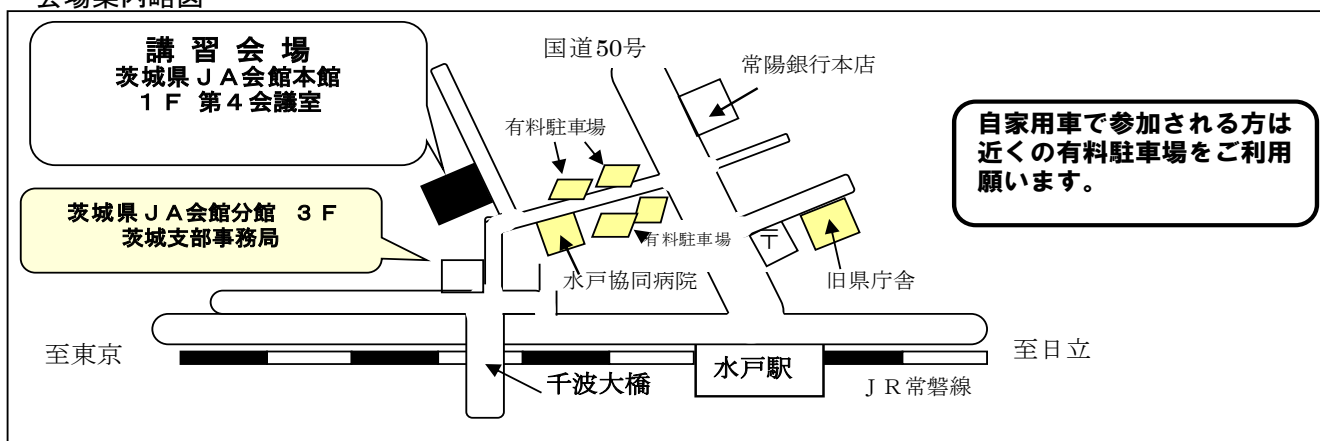 会場案内略図
講 習 会 場
茨城県ＪＡ会館本館
１Ｆ 第４会議室
国道50号
常陽銀行本店
有料駐車場
自家用車で参加される方は
近くの有料駐車場をご利用
願います。
茨城県ＪＡ会館分館 ３Ｆ
茨城支部事務局
有料駐車場
〒
水戸協同病院
旧県庁舎
至東京
至日立
水戸駅
千波大橋
ＪＲ常磐線